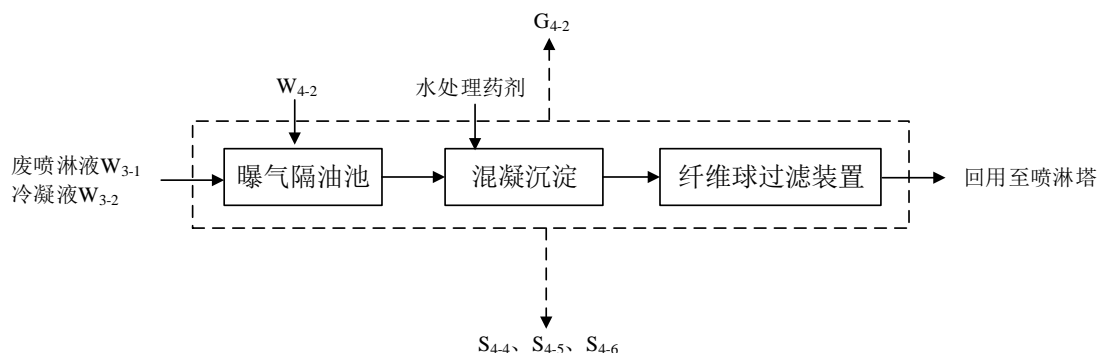 G4-2
W4-2
水处理药剂
废喷淋液W3-1
冷凝液W3-2
曝气隔油池
混凝沉淀
纤维球过滤装置
回用至喷淋塔
S4-4、S4-5、S4-6